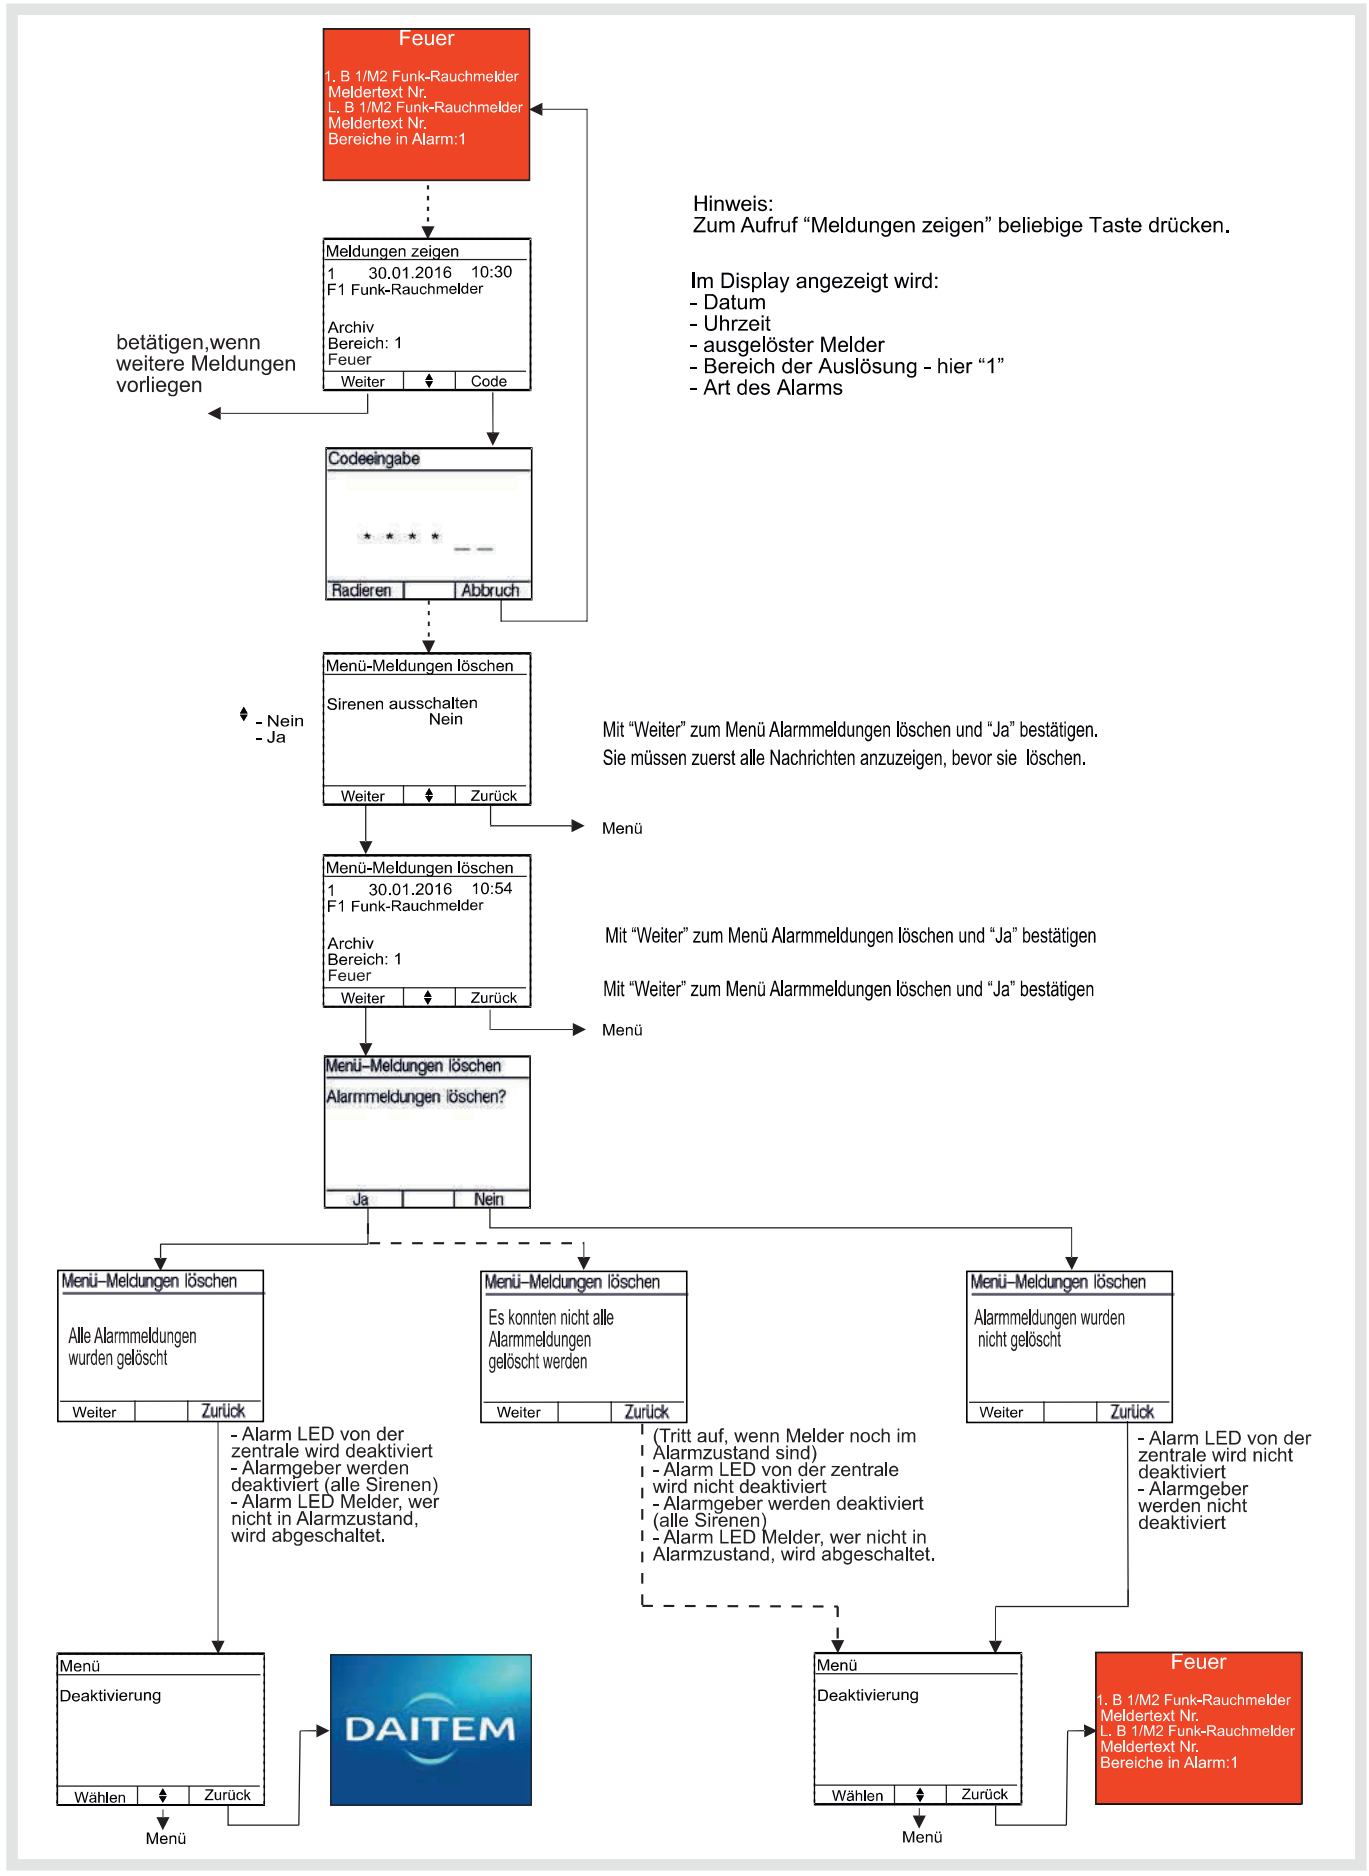 Feuer
1. B 1/M2 Funk-Rauchmelder
Meldertext Nr.
L. B 1/M2 Funk-Rauchmelder
Meldertext Nr.
Bereiche in Alarm:1
Hinweis:
Zum Aufruf “Meldungen zeigen” beliebige Taste drücken.
Im Display angezeigt wird:
- Datum
- Uhrzeit
- ausgelöster Melder
- Bereich der Auslösung - hier “1”
- Art des Alarms
Meldungen zeigen
1 30.01.2016 10:30
F1 Funk-Rauchmelder
Archiv
Bereich: 1
Feuer
Weiter Code
betätigen,wenn
weitere Meldungen
vorliegen
Codeeingabe
* * * * _ _
Radieren Abbruch
Menü-Meldungen löschen
Sirenen ausschalten
Nein
Weiter Zurück
- Nein
- Ja
Mit “Weiter” zum Menü Alarmmeldungen löschen und “Ja” bestätigen.
Sie müssen zuerst alle Nachrichten anzuzeigen, bevor sie löschen.
Menü
Menü-Meldungen löschen
1 30.01.2016 10:54
F1 Funk-Rauchmelder
Archiv
Bereich: 1
Feuer
Weiter Zurück
Mit “Weiter” zum Menü Alarmmeldungen löschen und “Ja” bestätigen
Mit “Weiter” zum Menü Alarmmeldungen löschen und “Ja” bestätigen
Menü
Menü-Meldungen löschen
Alarmmeldungen löschen?
Ja Nein
Menü-Meldungen löschen
Alle Alarmmeldungen
wurden gelöscht
Weiter Zurück
- Alarm LED von der
zentrale wird deaktiviert
- Alarmgeber werden
deaktiviert (alle Sirenen)
- Alarm LED Melder, wer
nicht in Alarmzustand,
wird abgeschaltet.
Menü-Meldungen löschen
Es konnten nicht alle
Alarmmeldungen
gelöscht werden
Weiter Zurück
(Tritt auf, wenn Melder noch im
Alarmzustand sind)
- Alarm LED von der zentrale
wird nicht deaktiviert
- Alarmgeber werden deaktiviert
(alle Sirenen)
- Alarm LED Melder, wer nicht in
Alarmzustand, wird abgeschaltet.
Menü-Meldungen löschen
Alarmmeldungen wurden
nicht gelöscht
Weiter Zurück
- Alarm LED von der
zentrale wird nicht
deaktiviert
- Alarmgeber
werden nicht
deaktiviert
Menü
Deaktivierung
Wählen Zurück
Menü
DAITEM
Menü
Deaktivierung
Wählen Zurück
Menü
Feuer
1. B 1/M2 Funk-Rauchmelder
Meldertext Nr.
L. B 1/M2 Funk-Rauchmelder
Meldertext Nr.
Bereiche in Alarm:1